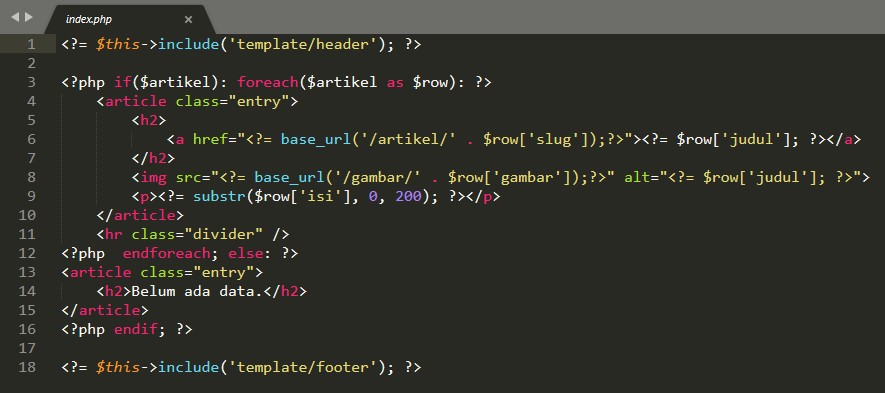 index.php ×
1 <?= $this->include('template/header'); ?>
2
3 <?php if($artikel): foreach($artikel as $row): ?>
4     <article class="entry">
5         <h2>
6             <a href="<?= base_url('/artikel/' . $row['slug']);?>"><?= $row['judul']; ?></a>
7         </h2>
8         <img src="<?= base_url('/gambar/' . $row['gambar']);?>" alt="<?= $row['judul']; ?>">
9         <p><?= substr($row['isi'], 0, 200); ?></p>
10     </article>
11     <hr class="divider" />
12 <?php  endforeach; else: ?>
13 <article class="entry">
14     <h2>Belum ada data.</h2>
15 </article>
16 <?php endif; ?>
17
18 <?= $this->include('template/footer'); ?>